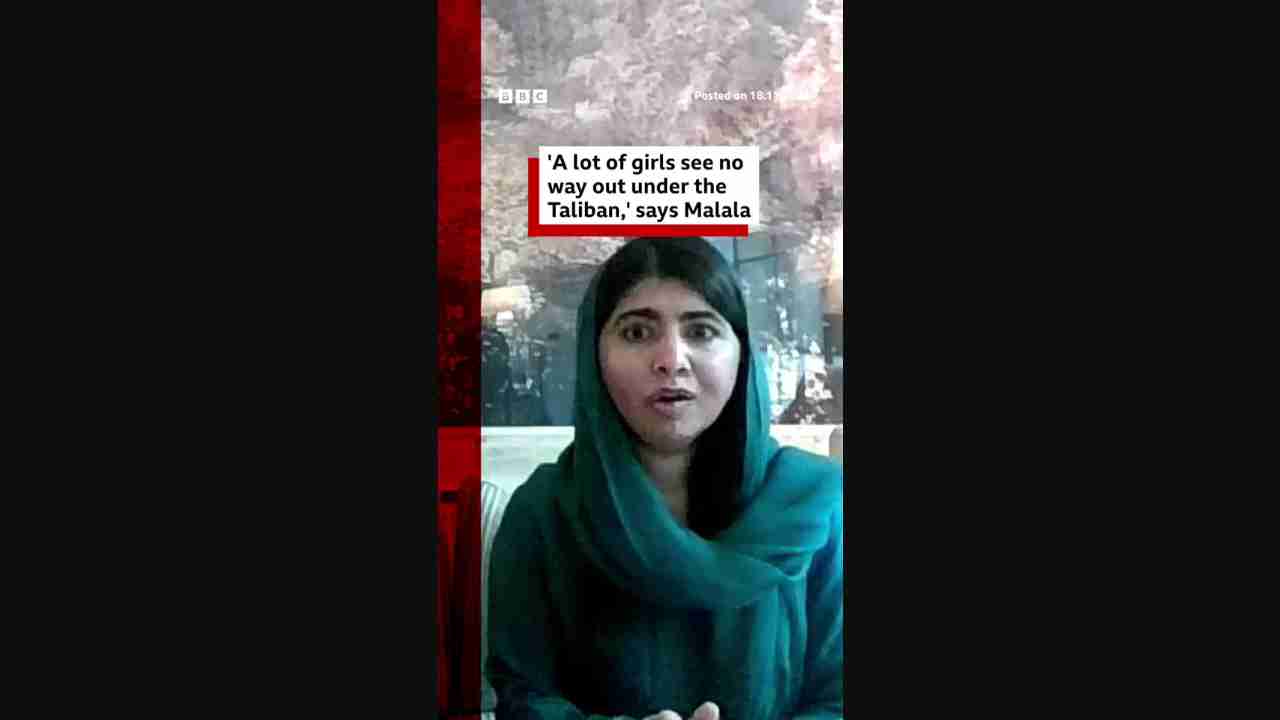 BBC
Posted on 18.1
'A lot of girls see no
way out under the
Taliban,' says Malala